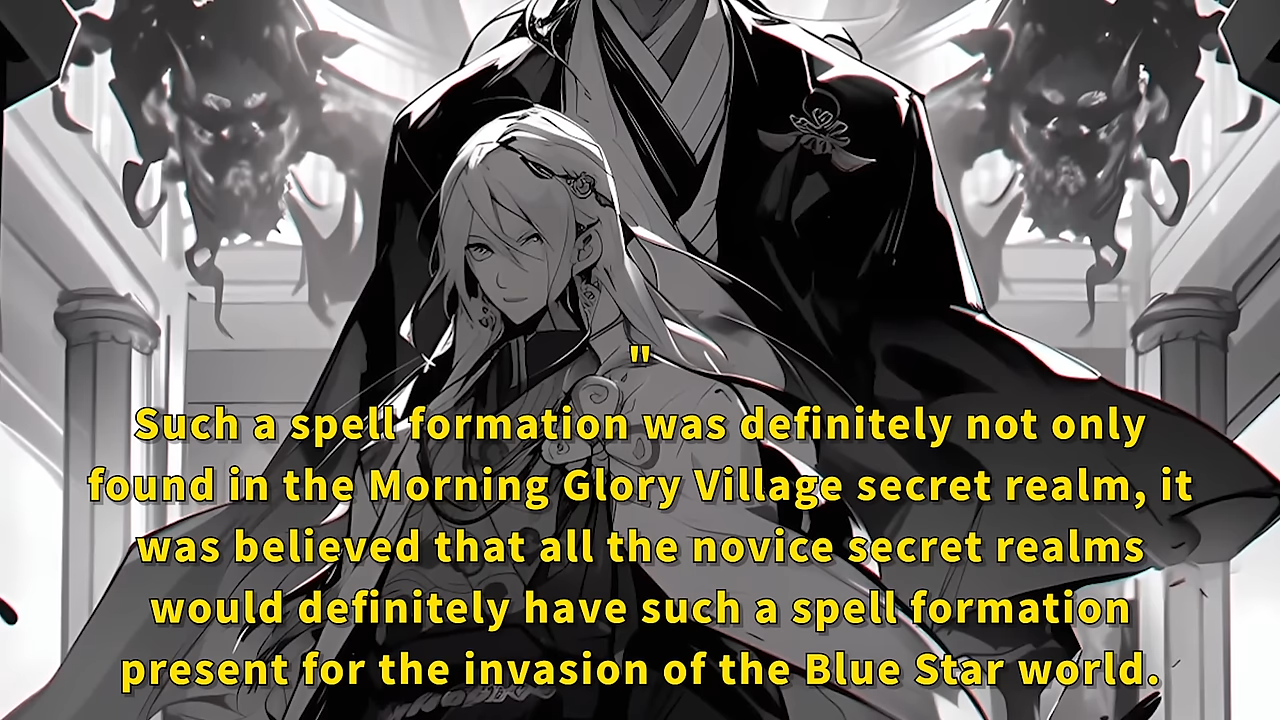 "
Such a spell formation was definitely not only
found in the Morning Glory Village secret realm, it
was believed that all the novice secret realms
would definitely have such a spell formation
present for the invasion of the Blue Star world.